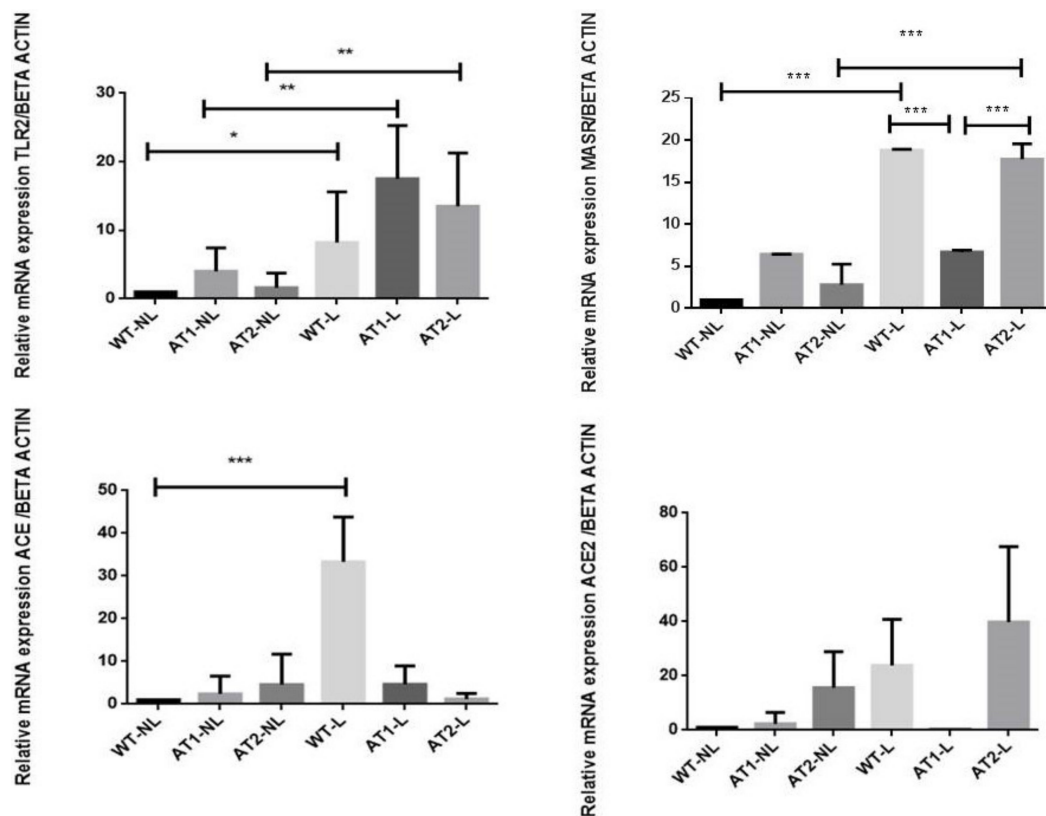 Relative mRNA expression TLR2/BETA ACTIN
**
**
*
30
20
10
0
WT-NL
AT1-NL
AT2-NL
WT-L
AT1-L
AT2-L
Relative mRNA expression MASR/BETA ACTIN
***
***
***
***
25
20
15
10
5
0
WT-NL
AT1-NL
AT2-NL
WT-L
AT1-L
AT2-L
Relative mRNA expression ACE /BETA ACTIN
***
50
40
30
20
10
0
WT-NL
AT1-NL
AT2-NL
WT-L
AT1-L
AT2-L
Relative mRNA expression ACE2 /BETA ACTIN
80
60
40
20
0
WT-NL
AT1-NL
AT2-NL
WT-L
AT1-L
AT2-L